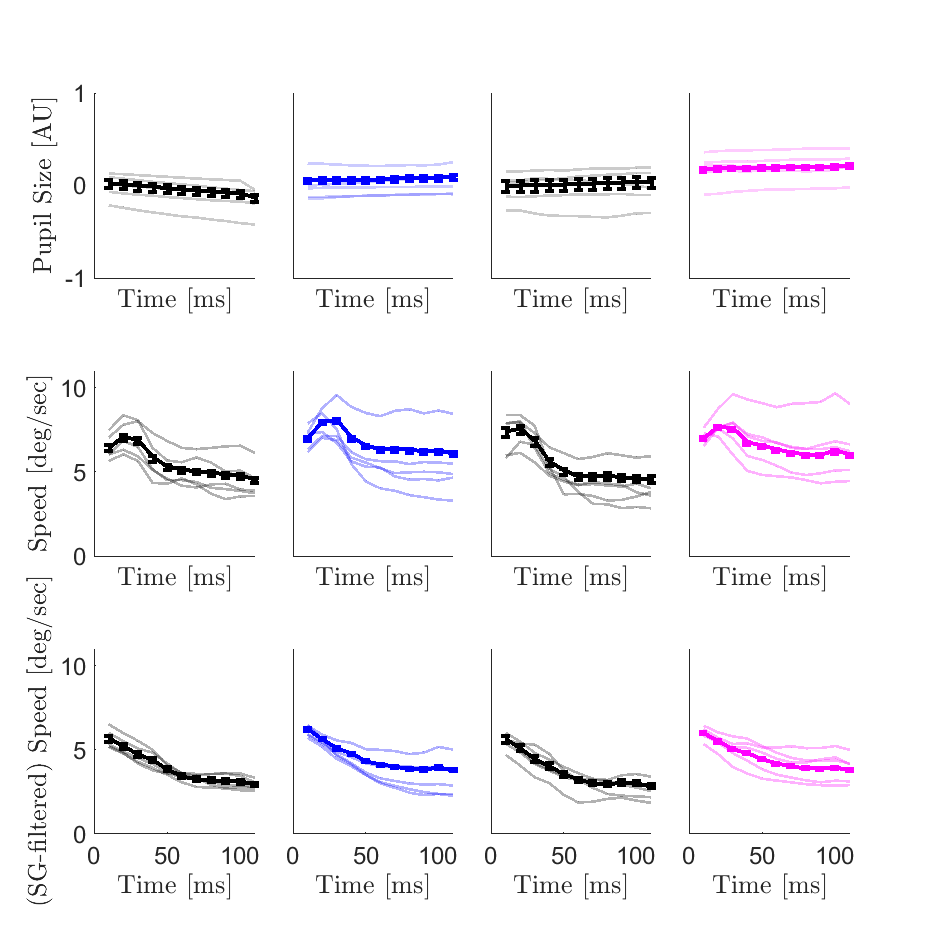 Pupil Size [AU]
1
0
-1
Time [ms] Time [ms] Time [ms] Time [ms]
Speed [deg/sec]
10
5
0
Time [ms] Time [ms] Time [ms] Time [ms]
(SG-filtered) Speed [deg/sec]
10
5
0
0 50 100 0 50 100 0 50 100 0 50 100
Time [ms] Time [ms] Time [ms] Time [ms]